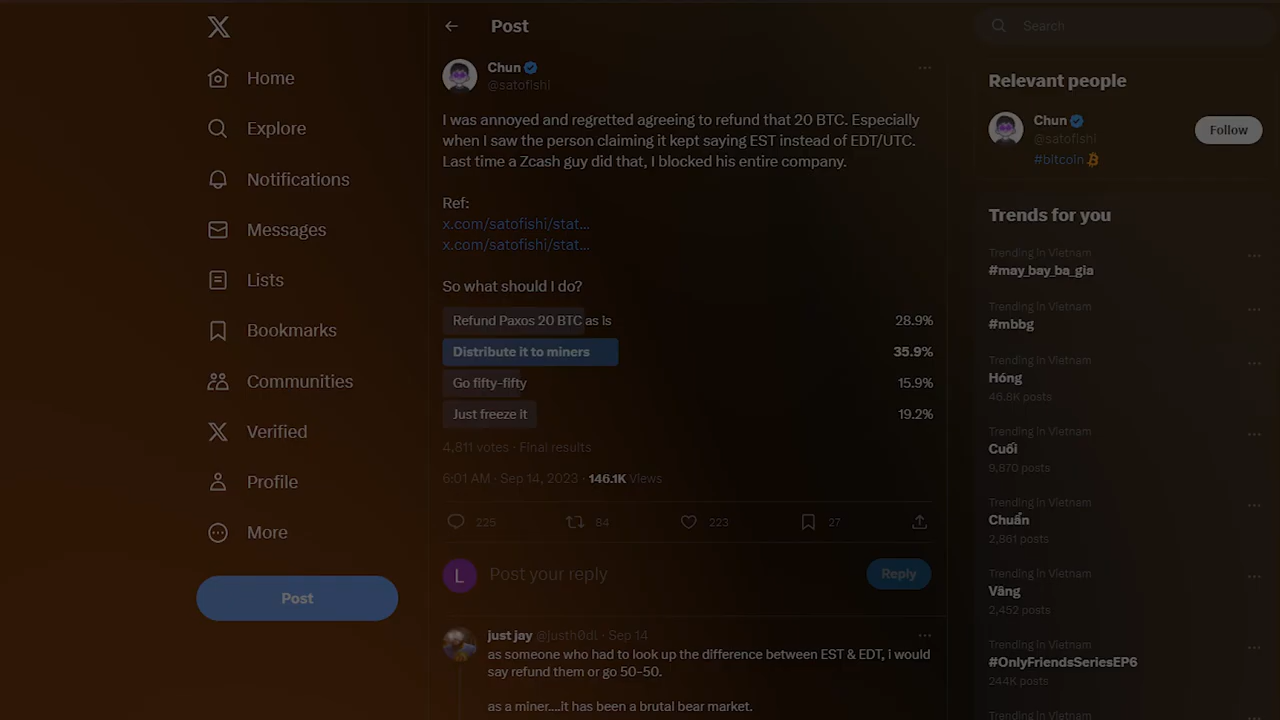 Home
Explore
Notifications
Messages
Lists
Bookmarks
Communities
Verified
Profile
More
Post
Post
Chun
@satofishi
I was annoyed and regretted agreeing to refund that 20 BTC. Especially
when I saw the person claiming it kept saying EST instead of EDT/UTC.
Last time a Zcash guy did that, I blocked his entire company.
Ref:
x.com/satofishi/stat...
x.com/satofishi/stat...
So what should I do?
Refund Paxos 20 BTC as is 28.9%
Distribute it to miners 35.9%
Go fifty-fifty 15.9%
Just freeze it 19.2%
4,811 votes · Final results
6:01 AM · Sep 14, 2023 · 146.1K Views
225 84 223 27
L Post your reply Reply
just jay @justh0dl · Sep 14
as someone who had to look up the difference between EST & EDT, i would
say refund them or go 50-50.
as a miner....it has been a brutal bear market.
Search
Relevant people
Chun
@satofishi
#bitcoin
Follow
Trends for you
Trending in Vietnam
#may_bay_ba_gia
Trending in Vietnam
#mbbg
Trending in Vietnam
Hóng
46.8K posts
Trending in Vietnam
Cuối
9,870 posts
Trending in Vietnam
Chuẩn
2,861 posts
Trending in Vietnam
Vâng
2,452 posts
Trending in Vietnam
#OnlyFriendsSeriesEP6
244K posts
Trending in Vietnam